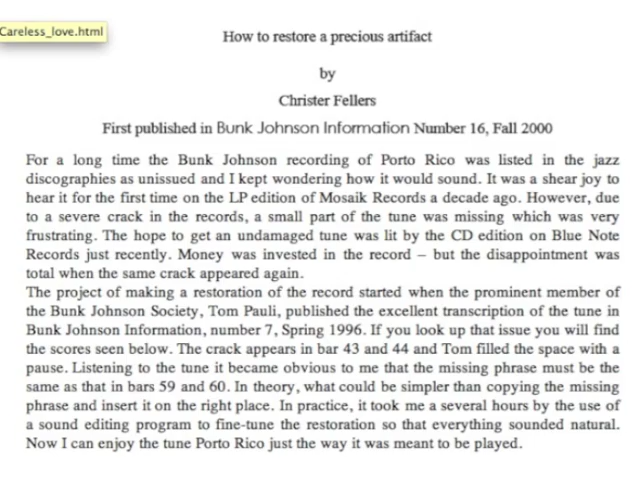 Careless_love.html
How to restore a precious artifact
by
Christer Fellers
First published in Bunk Johnson Information Number 16, Fall 2000
For a long time the Bunk Johnson recording of Porto Rico was listed in the jazz
discographies as unissued and I kept wondering how it would sound. It was a shear joy to
hear it for the first time on the LP edition of Mosaik Records a decade ago. However, due
to a severe crack in the records, a small part of the tune was missing which was very
frustrating. The hope to get an undamaged tune was lit by the CD edition on Blue Note
Records just recently. Money was invested in the record – but the disappointment was
total when the same crack appeared again.
The project of making a restoration of the record started when the prominent member of
the Bunk Johnson Society, Tom Pauli, published the excellent transcription of the tune in
Bunk Johnson Information, number 7, Spring 1996. If you look up that issue you will find
the scores seen below. The crack appears in bar 43 and 44 and Tom filled the space with a
pause. Listening to the tune it became obvious to me that the missing phrase must be the
same as that in bars 59 and 60. In theory, what could be simpler than copying the missing
phrase and insert it on the right place. In practice, it took me a several hours by the use of
a sound editing program to fine-tune the restoration so that everything sounded natural.
Now I can enjoy the tune Porto Rico just the way it was meant to be played.